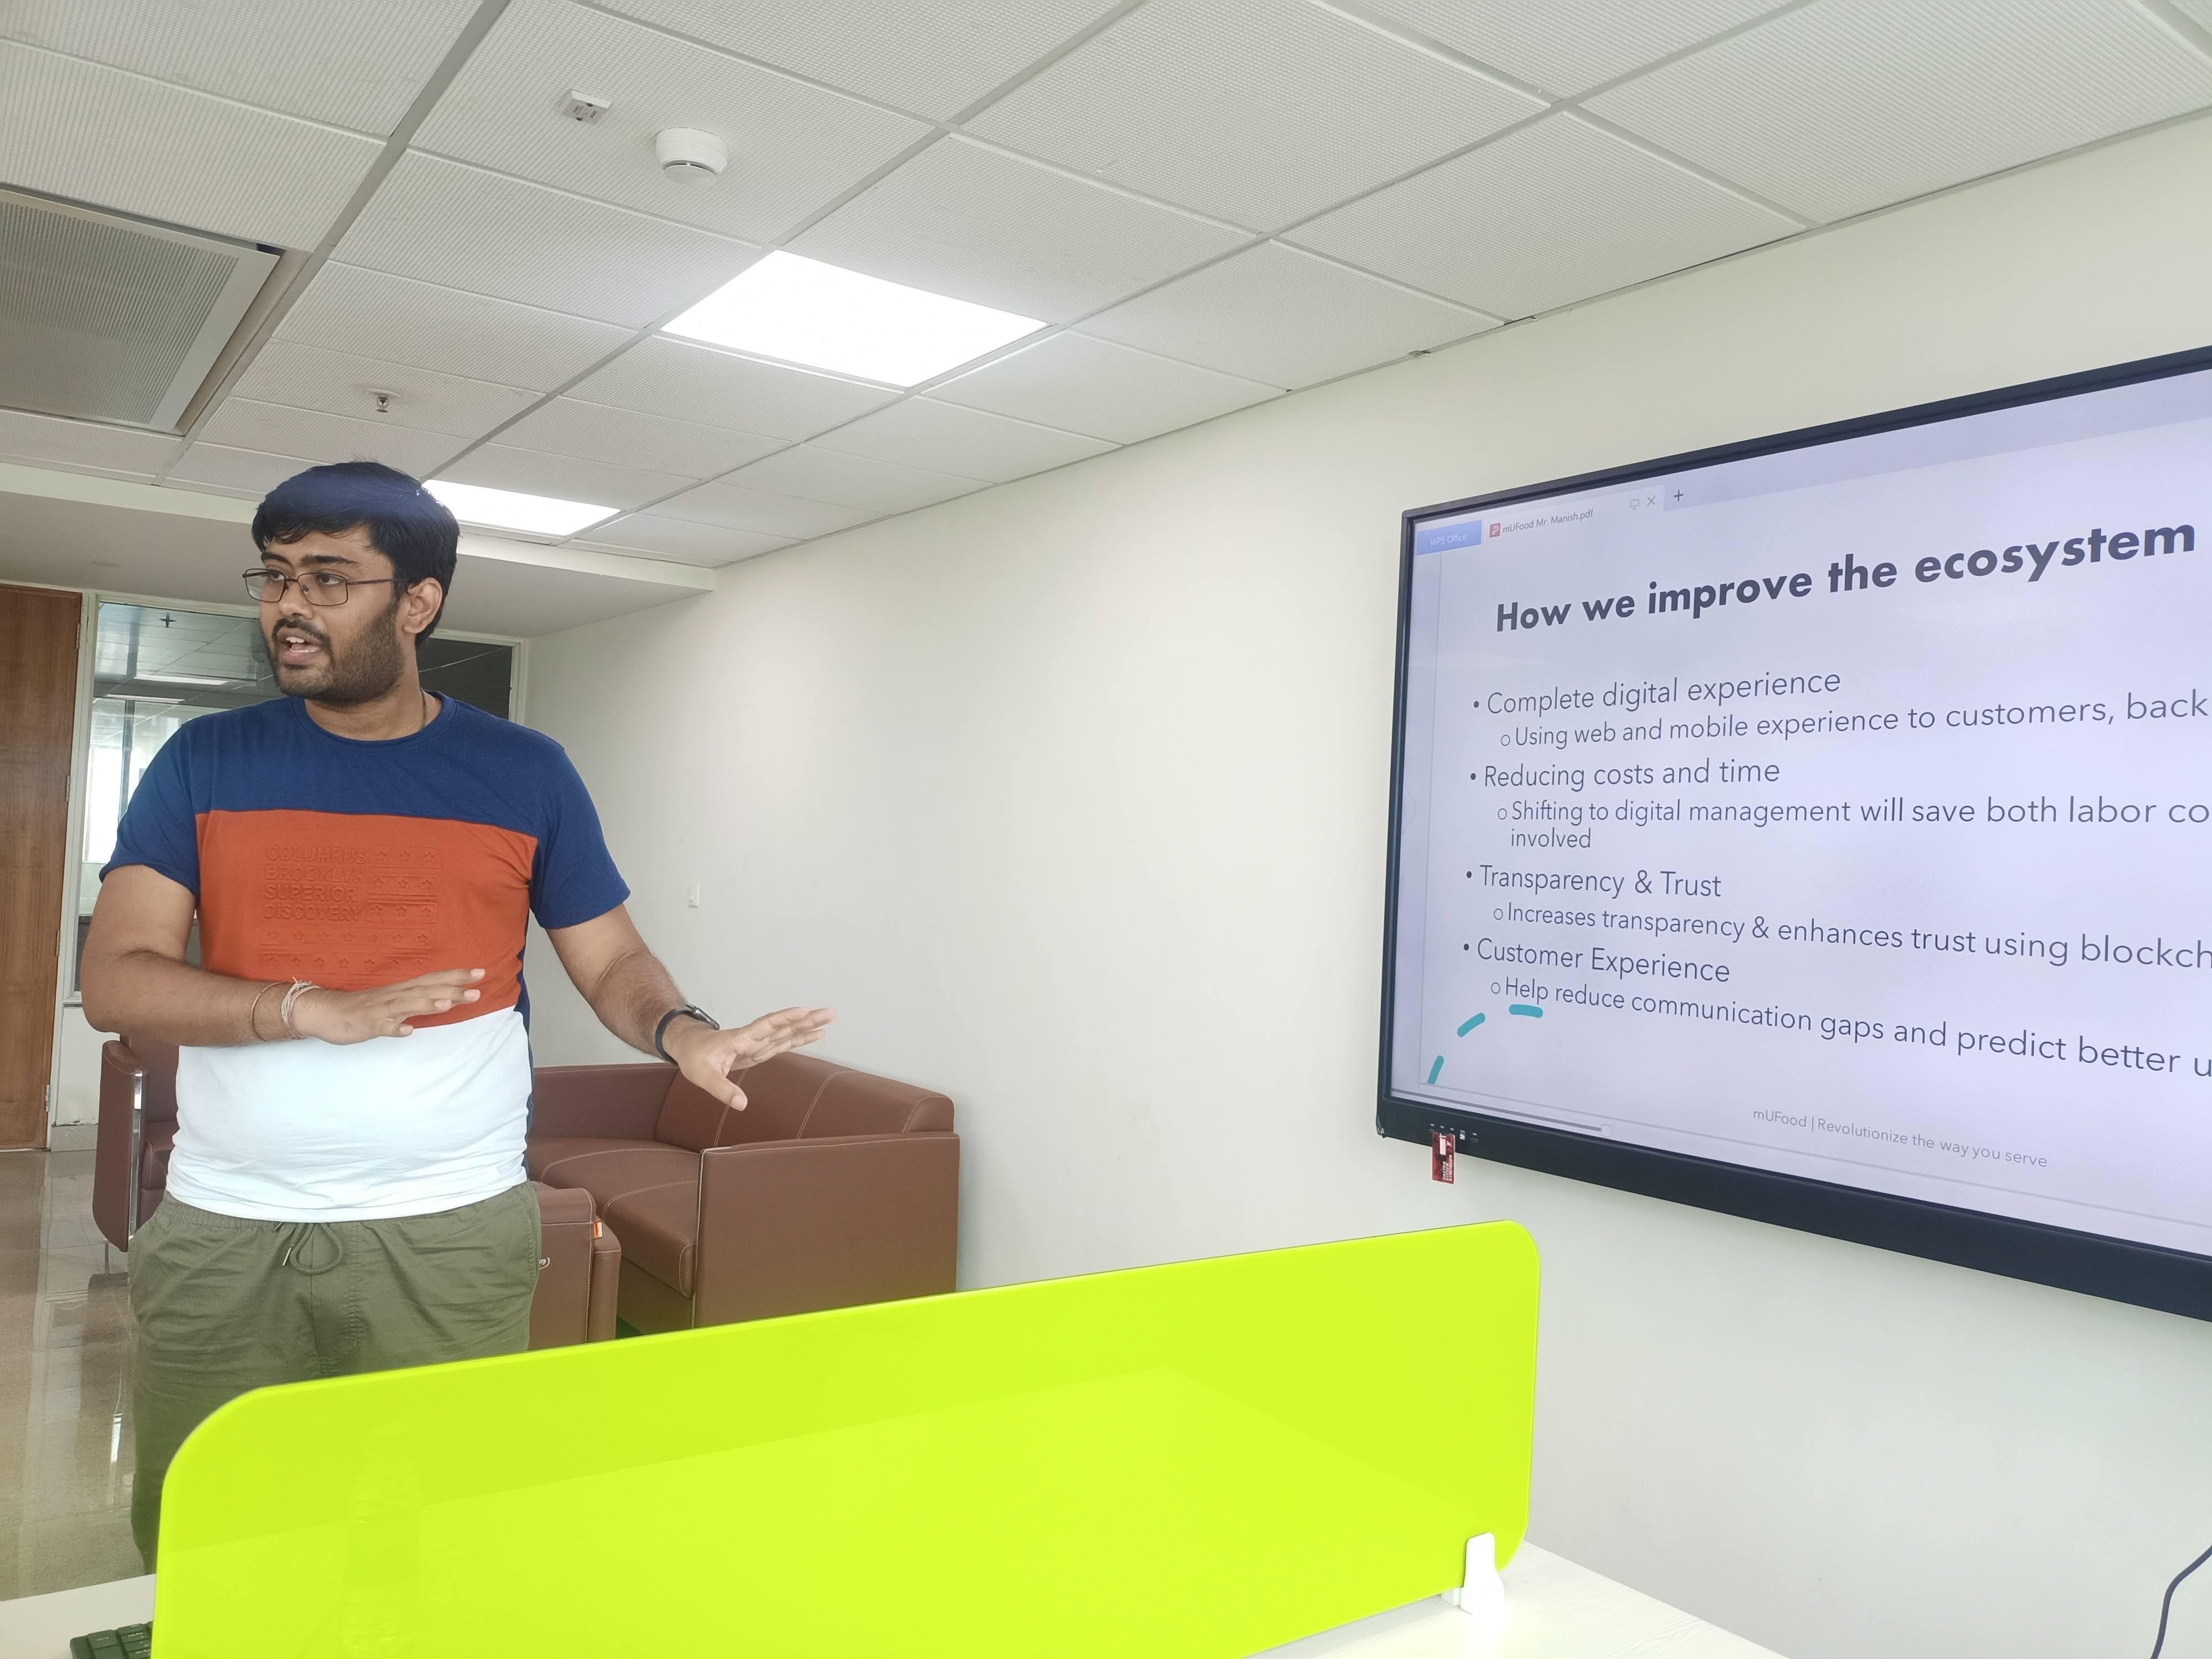 WPS Office
mUFood Mr. Manish.pdf
How we improve the ecosystem
• Complete digital experience
o Using web and mobile experience to customers, back
• Reducing costs and time
o Shifting to digital management will save both labor co
involved
• Transparency & Trust
o Increases transparency & enhances trust using blockch
• Customer Experience
o Help reduce communication gaps and predict better u
mUFood | Revolutionize the way you serve
COLUMBUS
BROOKLYN
SUPERIOR
DISCOVERY